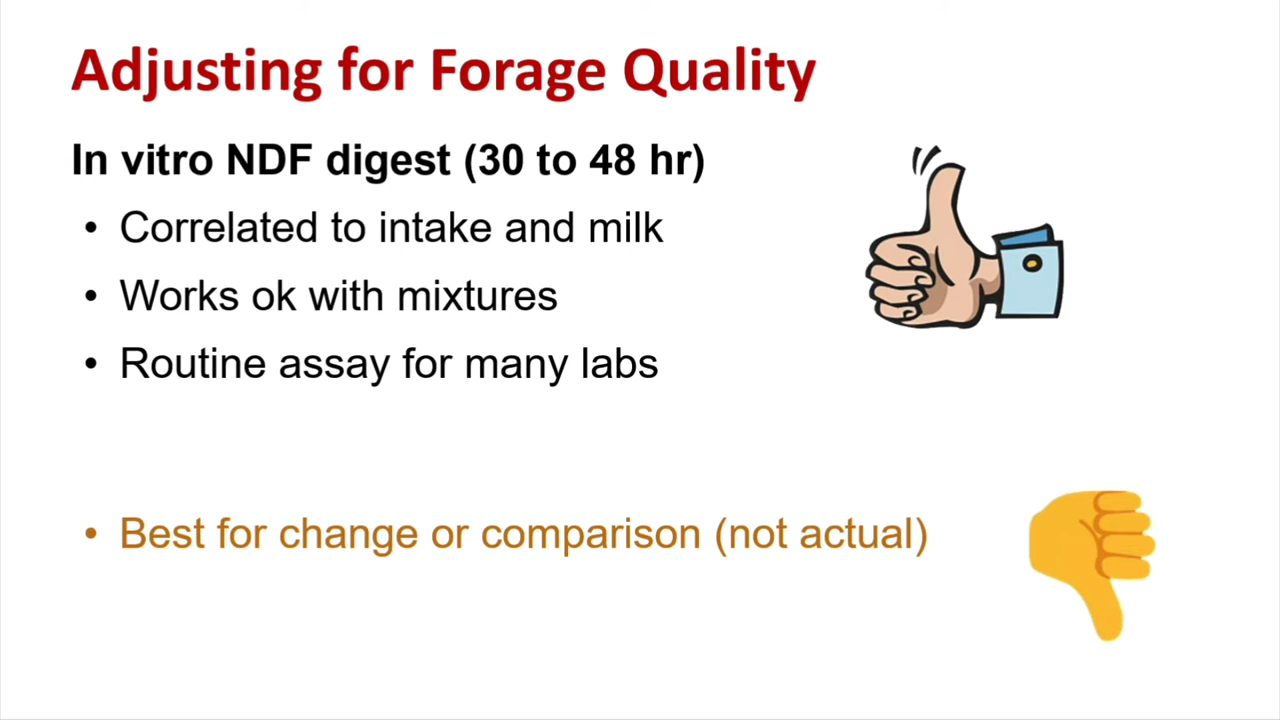 Adjusting for Forage Quality
In vitro NDF digest (30 to 48 hr)
• Correlated to intake and milk
• Works ok with mixtures
• Routine assay for many labs
• Best for change or comparison (not actual)